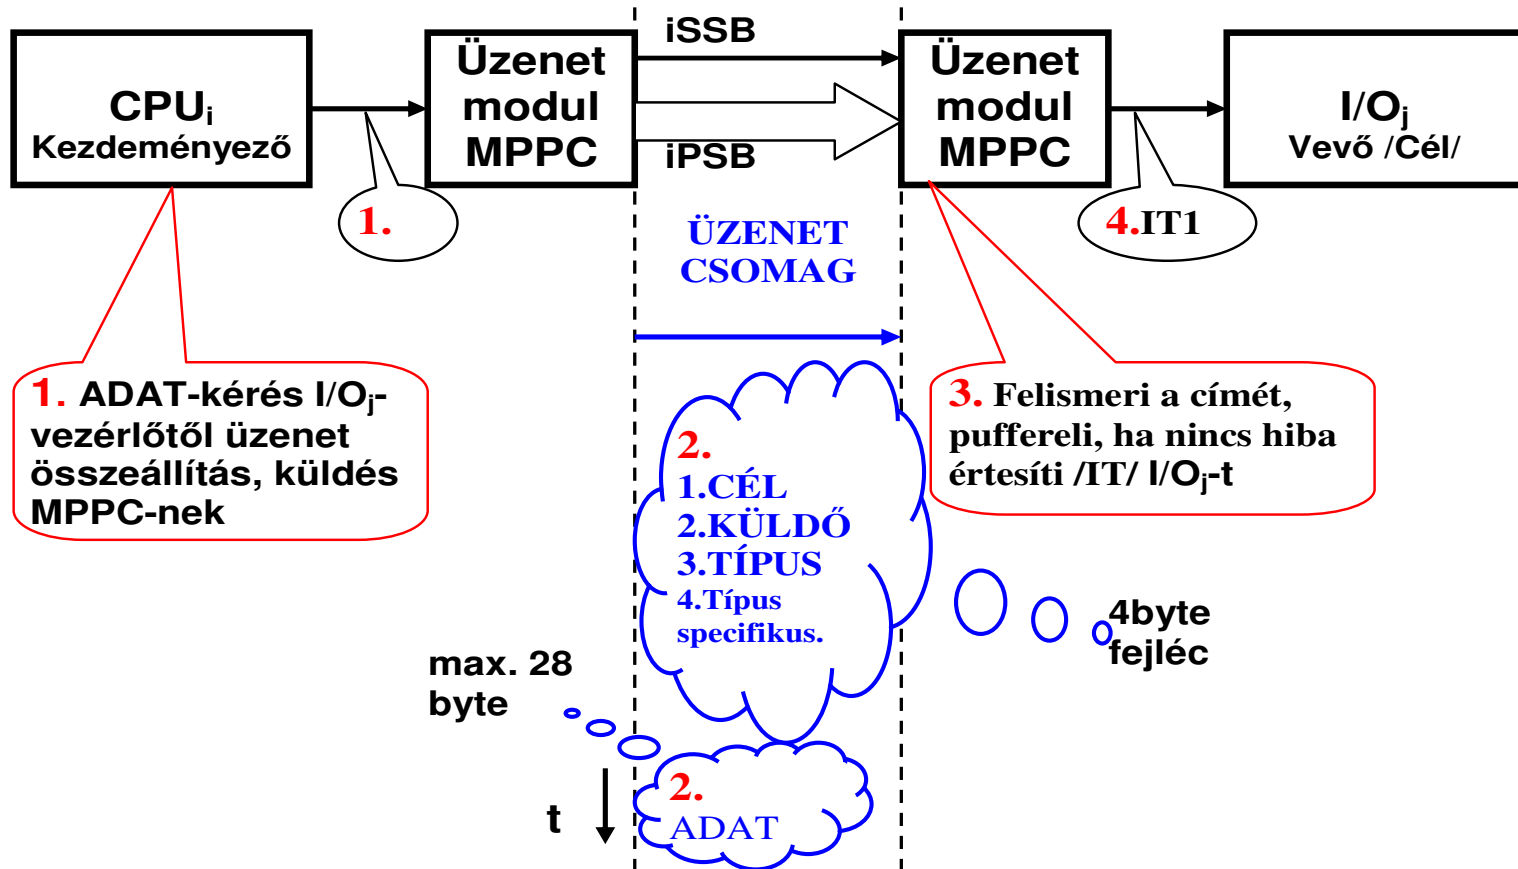 CPUi
Kezdeményező
Üzenet
modul
MPPC
iSSB
iPSB
Üzenet
modul
MPPC
I/Oj
Vevő /Cél/
1.
4.IT1
ÜZENET
CSOMAG
1. ADAT-kérés I/Oj-
vezérlőtől üzenet
összeállítás, küldés
MPPC-nek
3. Felismeri a címét,
puffereli, ha nincs hiba
értesíti /IT/ I/Oj-t
2.
1.CÉL
2.KÜLDŐ
3.TÍPUS
4.Típus
specifikus.
4byte
fejléc
max. 28
byte
2.
ADAT
t